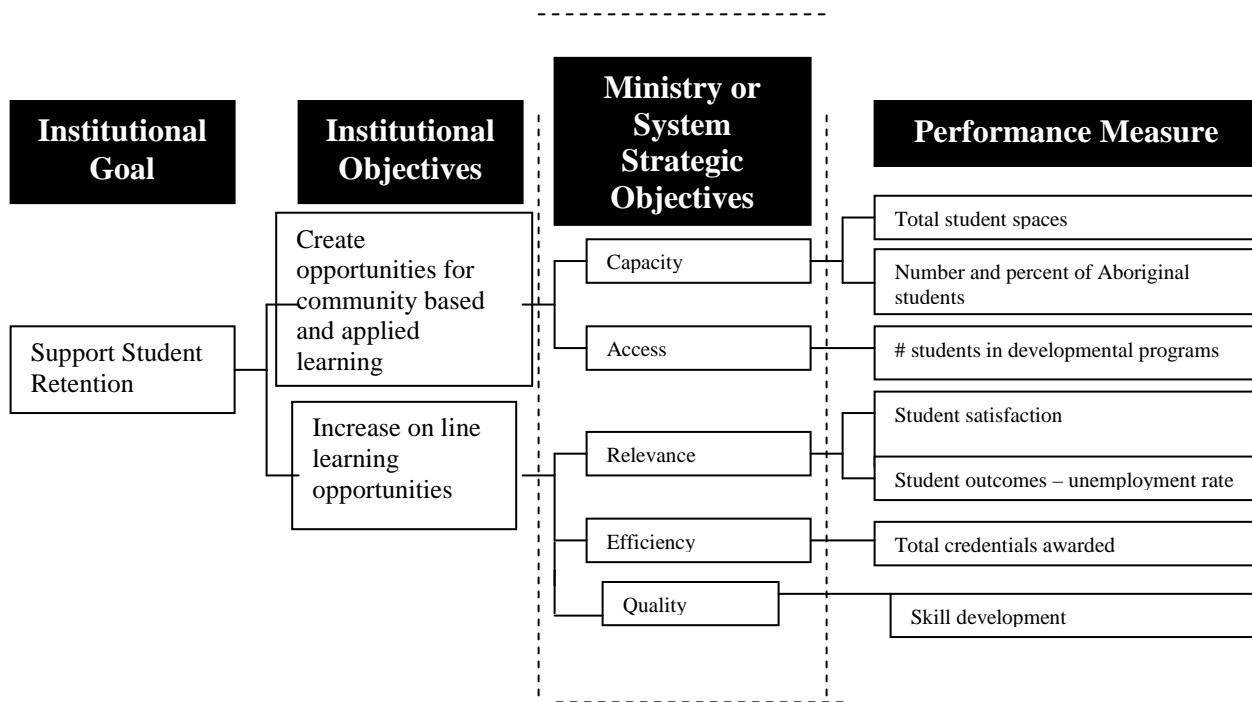 Institutional
Goal
Institutional
Objectives
Ministry or
System
Strategic
Objectives
Performance Measure
Support Student
Retention
Create
opportunities for
community based
and applied
learning
Increase on line
learning
opportunities
Capacity
Access
Relevance
Efficiency
Quality
Total student spaces
Number and percent of Aboriginal
students
# students in developmental programs
Student satisfaction
Student outcomes – unemployment rate
Total credentials awarded
Skill development